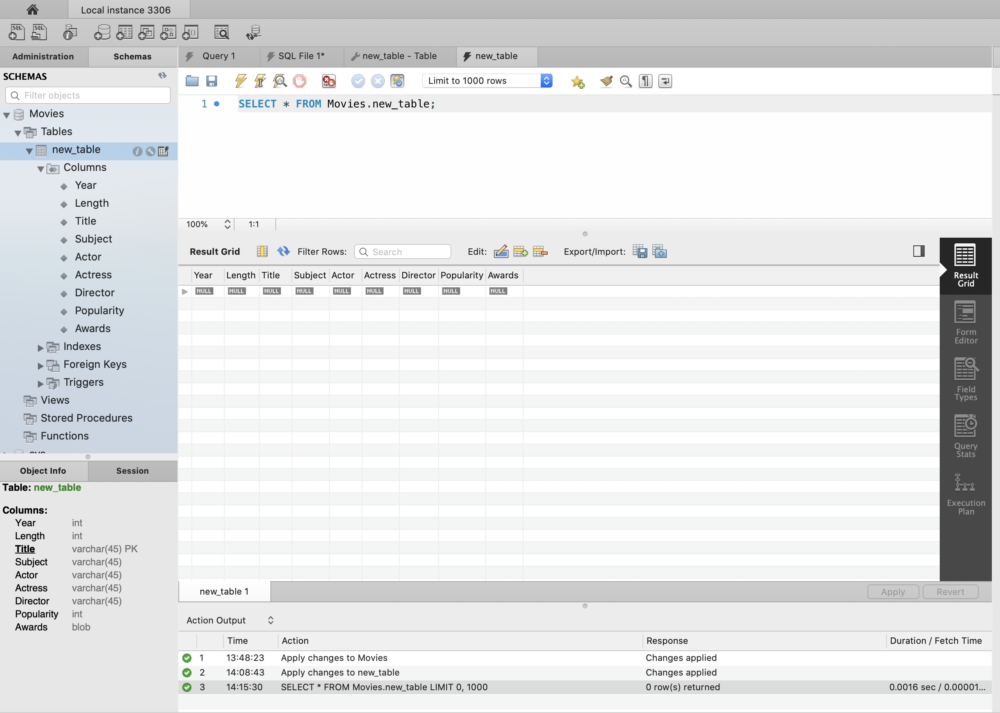 Local instance 3306
SQL SQL
Administration Schemas Query 1 SQL File 1* new_table - Table new_table
SCHEMAS
Filter objects
Limit to 1000 rows
1 SELECT * FROM Movies.new_table;
Movies
Tables
new_table
Columns
Year
Length
Title
Subject
Actor
Actress
Director
Popularity
Awards
Indexes
Foreign Keys
Triggers
Views
Stored Procedures
Functions
sys
100% 1:1
Result Grid Filter Rows: Search Edit: Export/Import:
Year Length Title Subject Actor Actress Director Popularity Awards
NULL NULL NULL NULL NULL NULL NULL NULL NULL
Result
Grid
Form
Editor
Field
Types
Query
Stats
Execution
Plan
Object Info Session
Table: new_table
Columns:
Year int
Length int
Title varchar(45) PK
Subject varchar(45)
Actor varchar(45)
Actress varchar(45)
Director varchar(45)
Popularity int
Awards blob
new_table 1 Apply Revert
Action Output
Time Action Response Duration / Fetch Time
1 13:48:23 Apply changes to Movies Changes applied
2 14:08:43 Apply changes to new_table Changes applied
3 14:15:30 SELECT * FROM Movies.new_table LIMIT 0, 1000 0 row(s) returned 0.0016 sec / 0.00001...